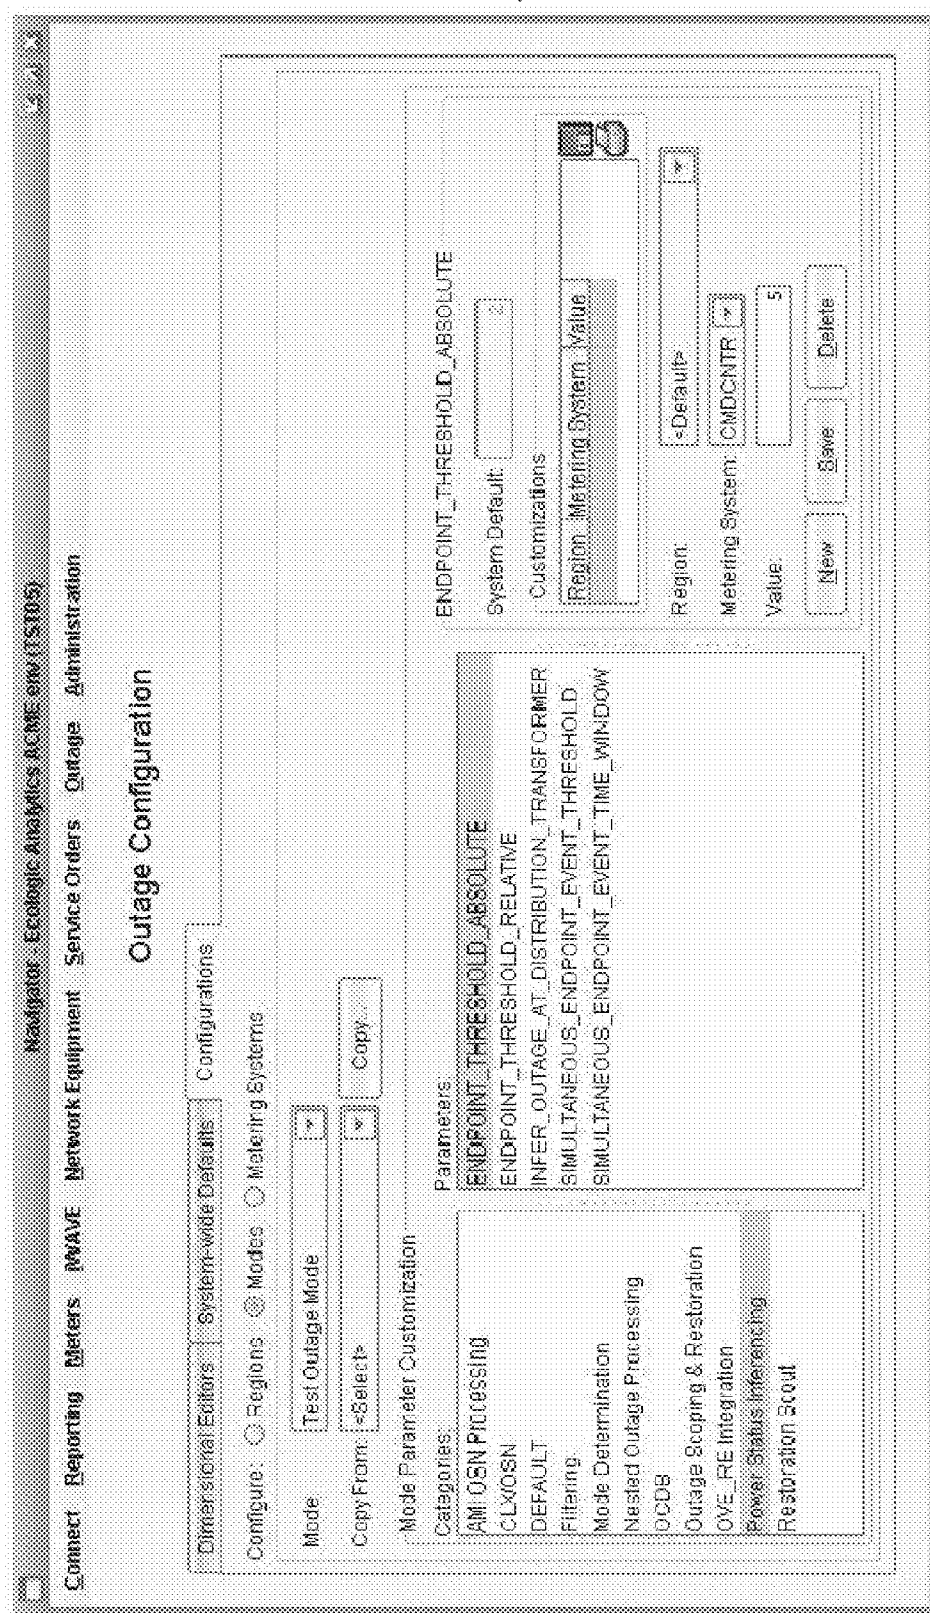 Navigator - Ecologic Analytics ACME env (TST05)
Connect Reporting Meters IWAVE Network Equipment Service Orders Outage Administration
Outage Configuration
Dimensional Editors System-wide Defaults Configurations
Configure: Regions Modes Metering Systems
Mode Test Outage Mode
Copy From: <Select> Copy...
Mode Parameter Customization
Categories:
AMI OSN Processing
CLXOSN
DEFAULT
Filtering
Mode Determination
Nested Outage Processing
OCDB
Outage Scoping & Restoration
OVE_RE Integration
Power Status Inferencing
Restoration Scout
Parameters:
ENDPOINT_THRESHOLD_ABSOLUTE
ENDPOINT_THRESHOLD_RELATIVE
INFER_OUTAGE_AT_DISTRIBUTION_TRANSFORMER
SIMULTANEOUS_ENDPOINT_EVENT_THRESHOLD
SIMULTANEOUS_ENDPOINT_EVENT_TIME_WINDOW
ENDPOINT_THRESHOLD_ABSOLUTE
System Default: 2
Customizations
Region Metering System Value
Region: <Default>
Metering System: CMDCNTR
Value: 5
New Save Delete